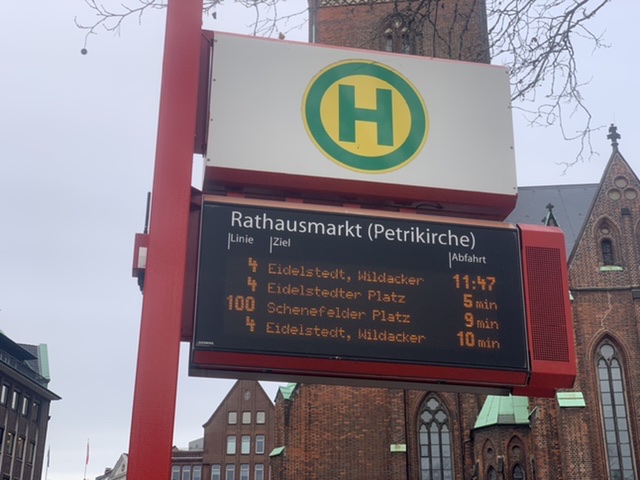 H
Rathausmarkt (Petrikirche)
Linie Ziel Abfahrt
4 Eidelstedt, Wildacker 11:47
4 Eidelstedter Platz 5 min
100 Schenefelder Platz 9 min
4 Eidelstedt, Wildacker 10 min